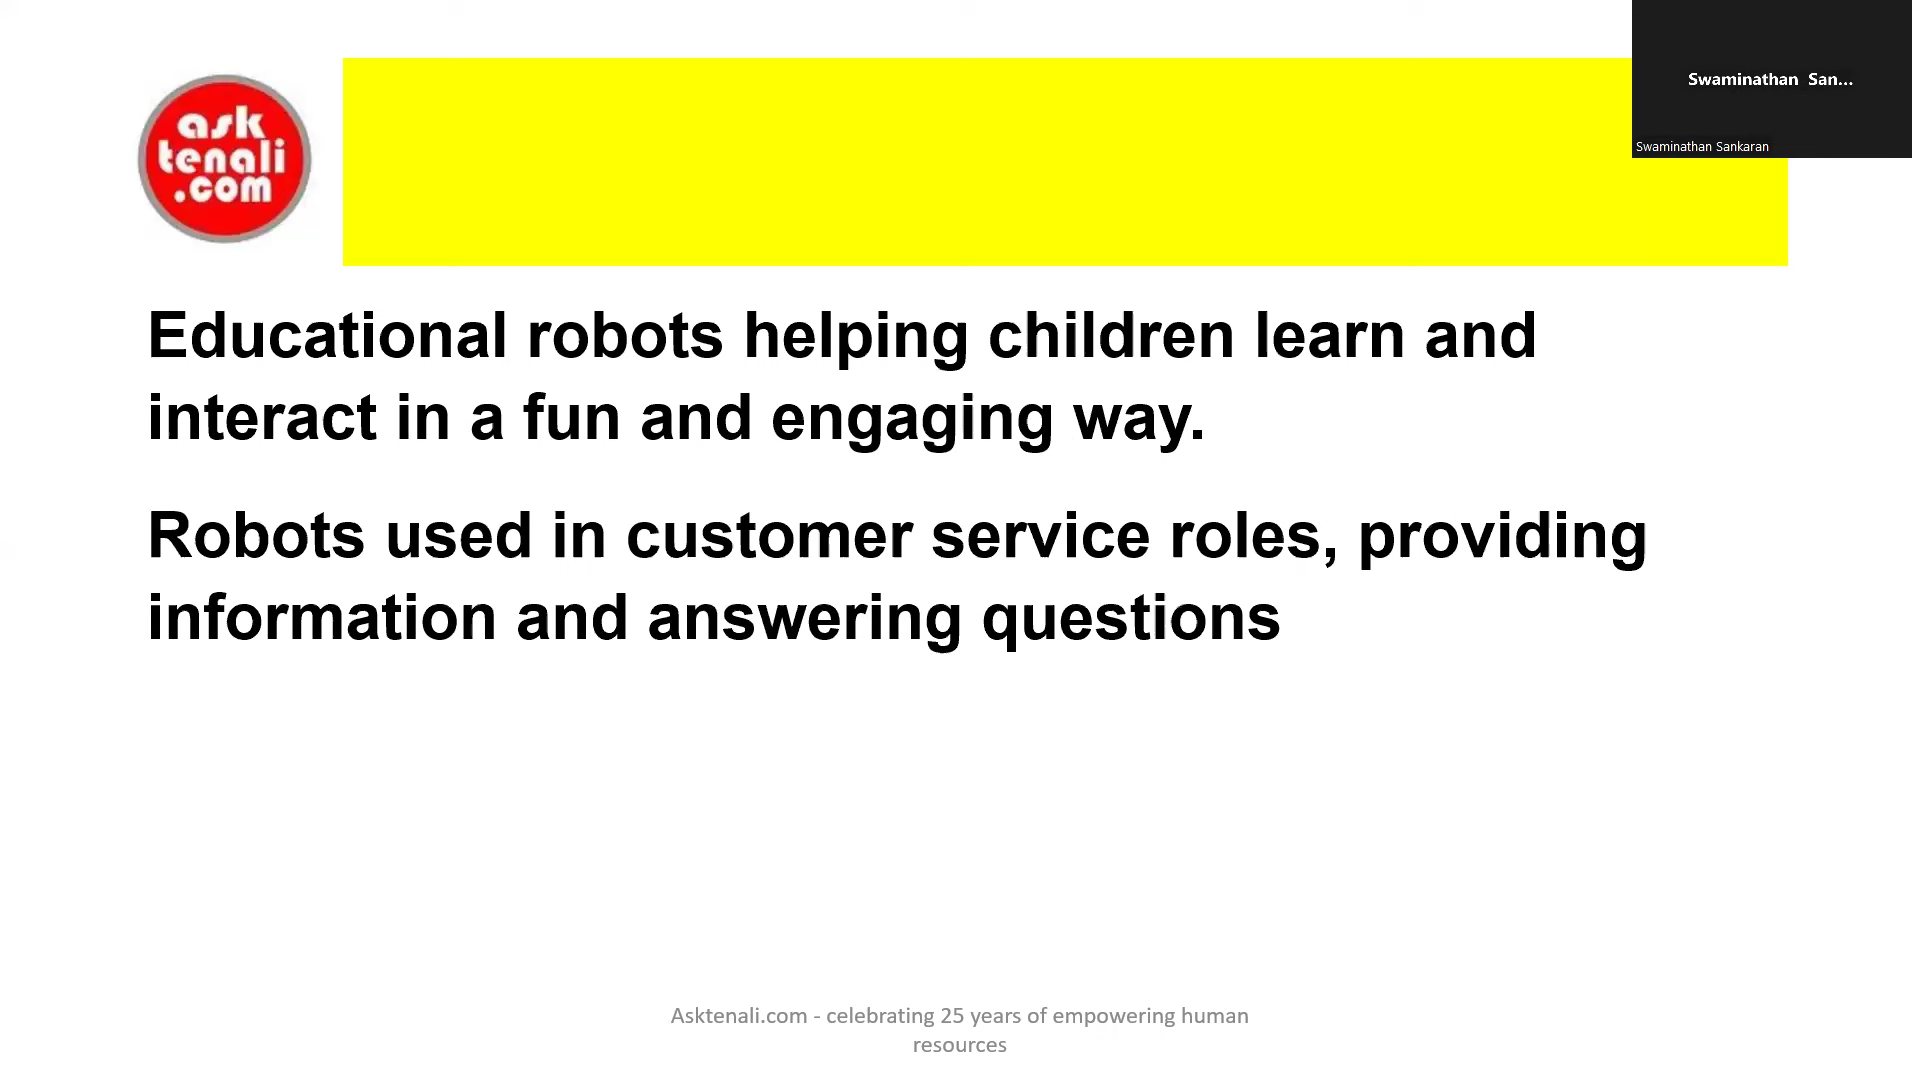 ask
tenali
.com
Swaminathan San...
Swaminathan Sankaran
Educational robots helping children learn and
interact in a fun and engaging way.
Robots used in customer service roles, providing
information and answering questions
Asktenali.com - celebrating 25 years of empowering human
resources